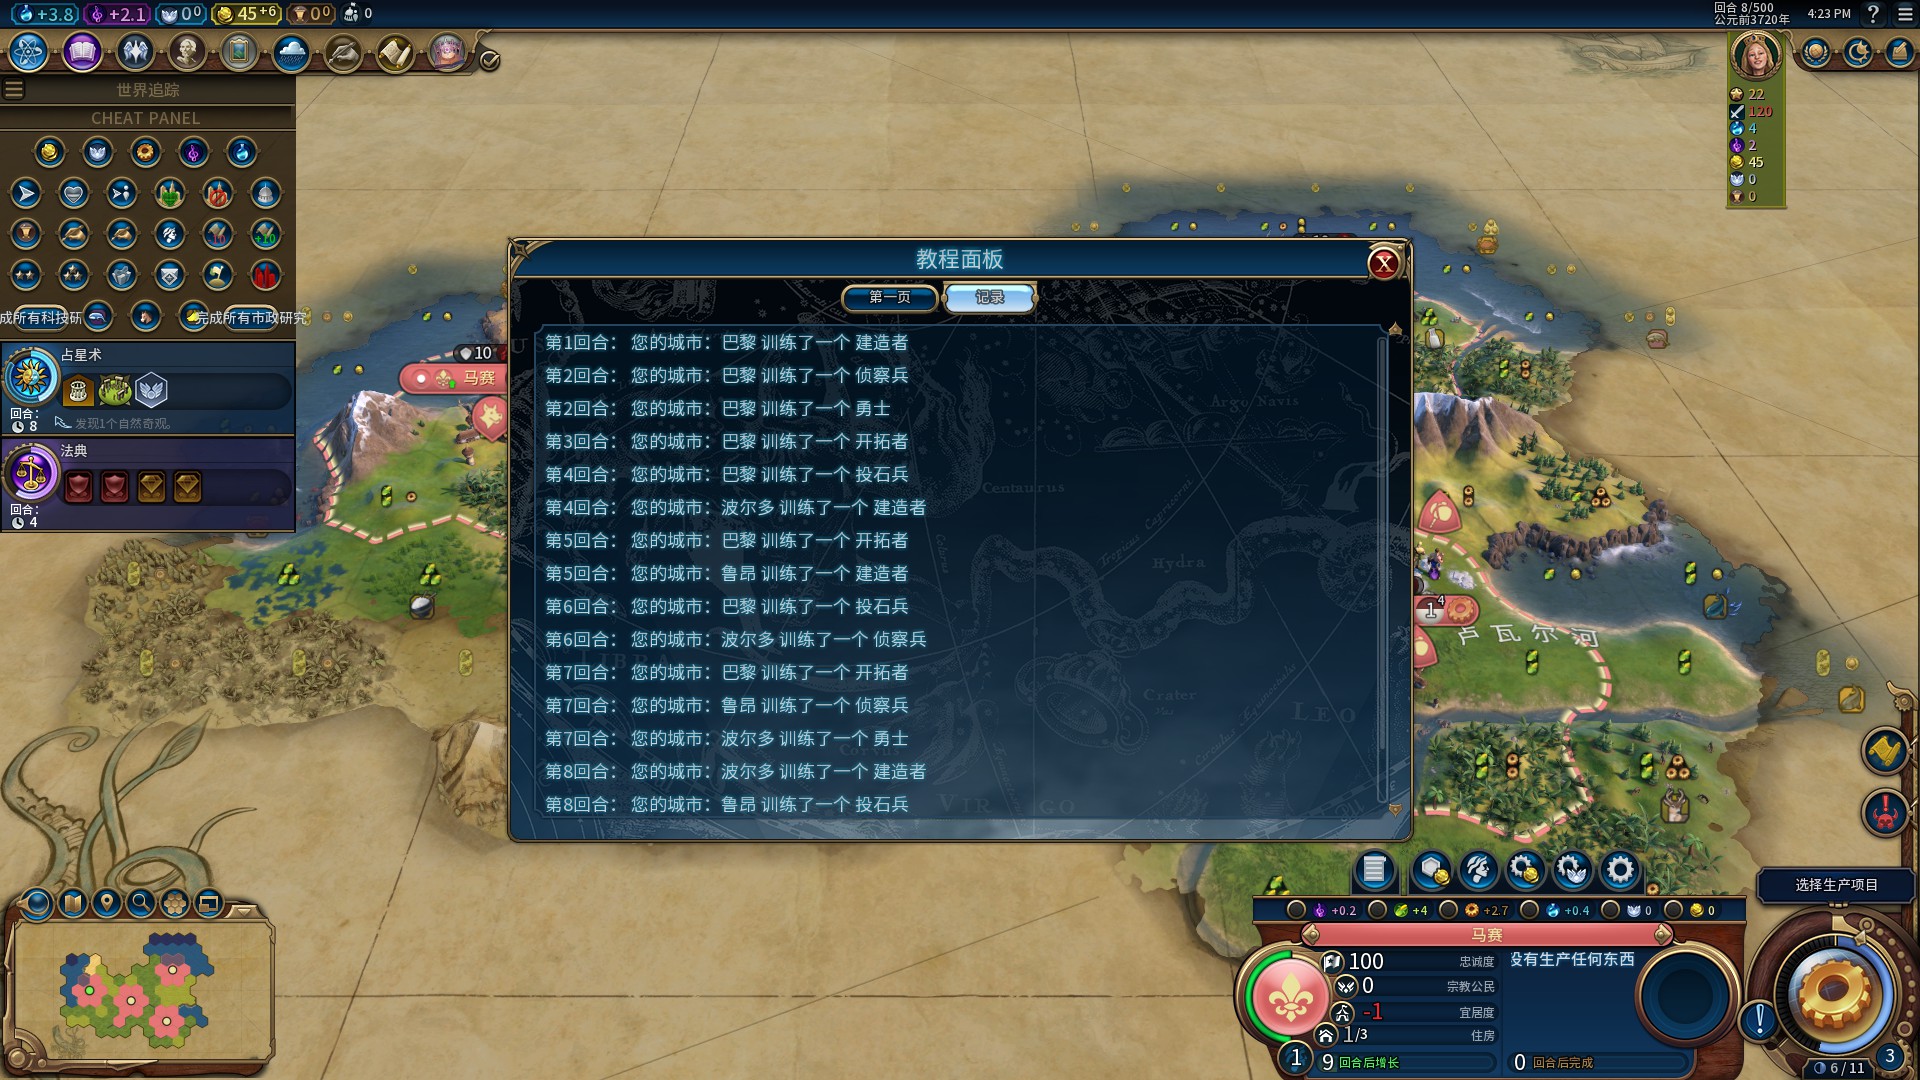 +3.8 +2.1 0 0 45 +6 0 0 0
回合 8/500
公元前3720年
4:23 PM
?
世界追踪
CHEAT PANEL
成所有科技研
完成所有市政研究
占星术
回合：
8
发现1个自然奇观。
法典
回合：
4
22
120
4
2
45
0
0
10
马赛
教程面板
X
第一页
记录
第1回合： 您的城市：巴黎 训练了一个 建造者
第2回合： 您的城市：巴黎 训练了一个 侦察兵
第2回合： 您的城市：巴黎 训练了一个 勇士
第3回合： 您的城市：巴黎 训练了一个 开拓者
第4回合： 您的城市：巴黎 训练了一个 投石兵
第4回合： 您的城市：波尔多 训练了一个 建造者
第5回合： 您的城市：巴黎 训练了一个 开拓者
第5回合： 您的城市：鲁昂 训练了一个 建造者
第6回合： 您的城市：巴黎 训练了一个 投石兵
第6回合： 您的城市：波尔多 训练了一个 侦察兵
第7回合： 您的城市：巴黎 训练了一个 开拓者
第7回合： 您的城市：鲁昂 训练了一个 侦察兵
第7回合： 您的城市：波尔多 训练了一个 勇士
第8回合： 您的城市：波尔多 训练了一个 建造者
第8回合： 您的城市：鲁昂 训练了一个 投石兵
Argo Navis
Centaurus
Tropicus Capricorni
Hydra
Crater
LEO
VIRGO
1 4
卢瓦尔河
选择生产项目
+0.2 +4 +2.7 +0.4 0 0
马赛
100 忠诚度
0 宗教公民
-1 宜居度
1/3 住房
1
9 回合后增长
没有生产任何东西
0 回合后完成
6/11
3